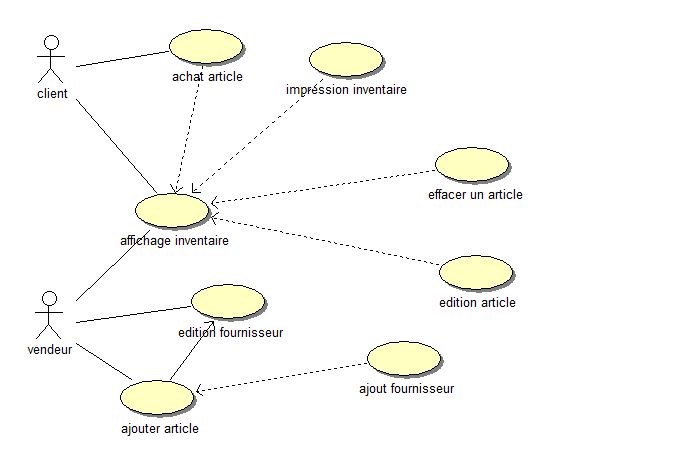 client
achat article
impression inventaire
effacer un article
affichage inventaire
edition article
vendeur
edition fournisseur
ajout fournisseur
ajouter article